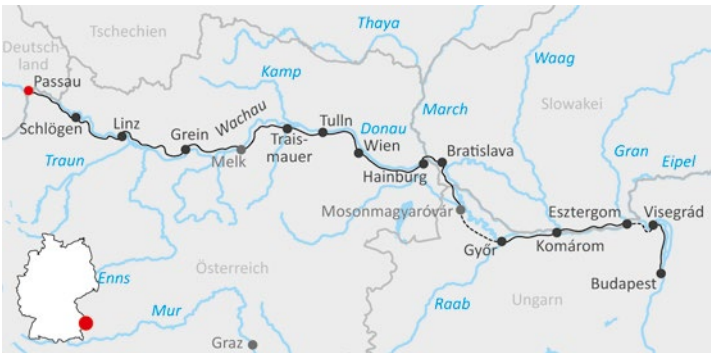 Tschechien
Thaya
Deutsch-
land
Passau
Kamp
Waag
March
Slowakei
Schlögen
Linz
Grein
Wachau
Tulln
Donau
Wien
Trais-
mauer
Melk
Traun
Hainburg
Bratislava
Gran
Eipel
Mosonmagyaróvár
Esztergom
Visegrád
Győr
Komárom
Enns
Österreich
Budapest
Mur
Raab
Ungarn
Graz